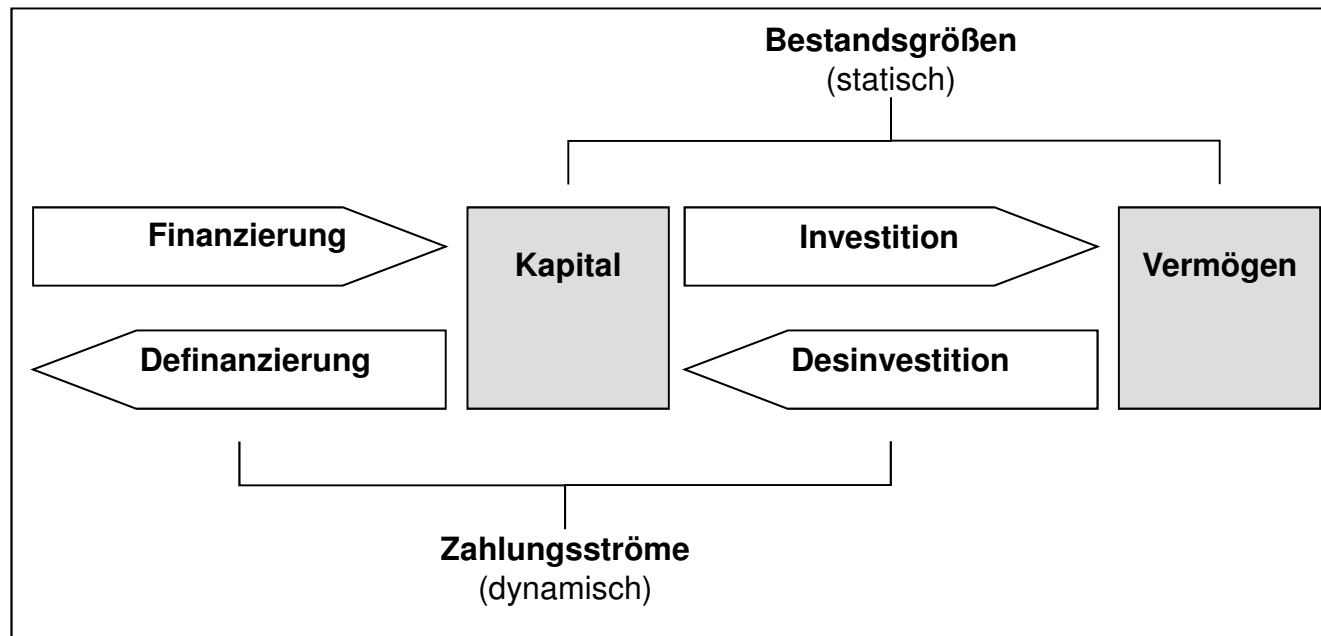 Bestandsgrößen
(statisch)
Finanzierung
Kapital
Investition
Vermögen
Definanzierung
Desinvestition
Zahlungsströme
(dynamisch)